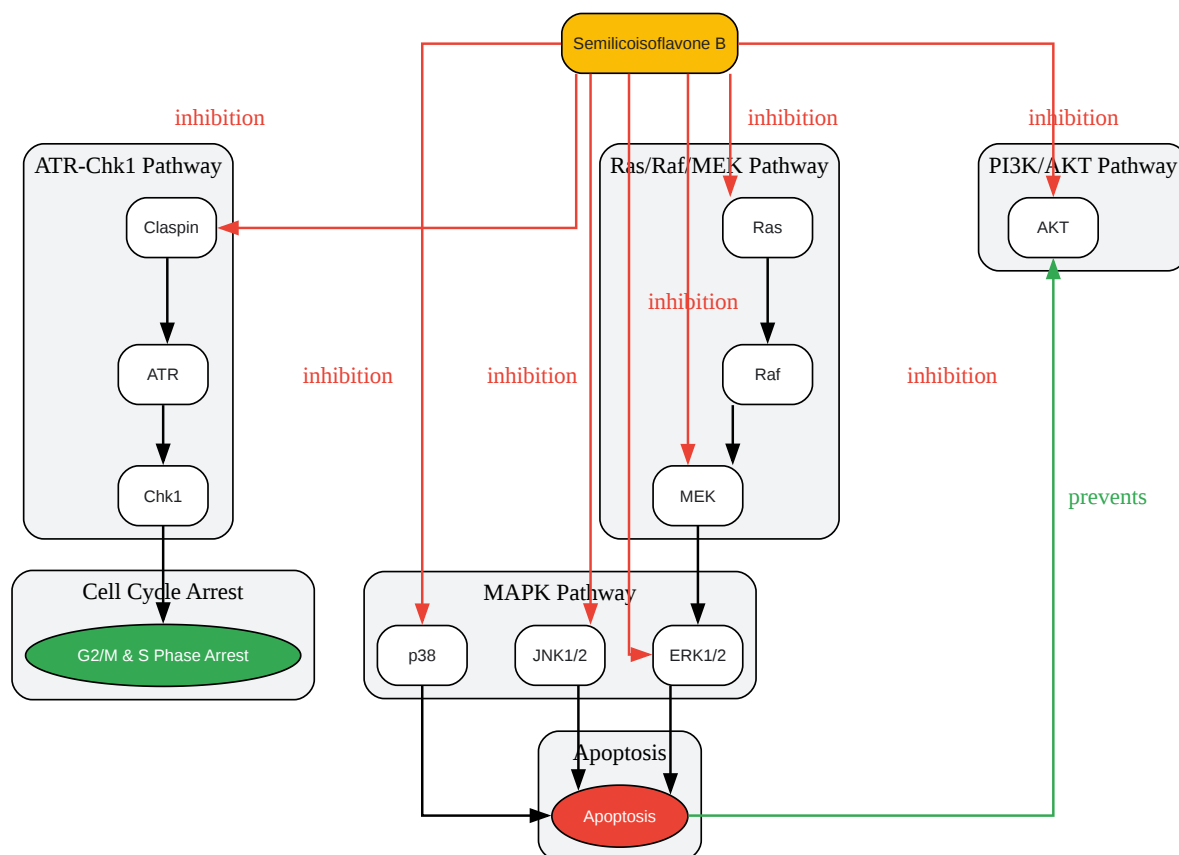 Semilicoisoflavone B
inhibition
inhibition
inhibition
ATR-Chk1 Pathway
Ras/Raf/MEK Pathway
PI3K/AKT Pathway
Claspin
Ras
AKT
inhibition
inhibition
inhibition
inhibition
ATR
Raf
Chk1
MEK
prevents
Cell Cycle Arrest
MAPK Pathway
G2/M & S Phase Arrest
p38
JNK1/2
ERK1/2
Apoptosis
Apoptosis